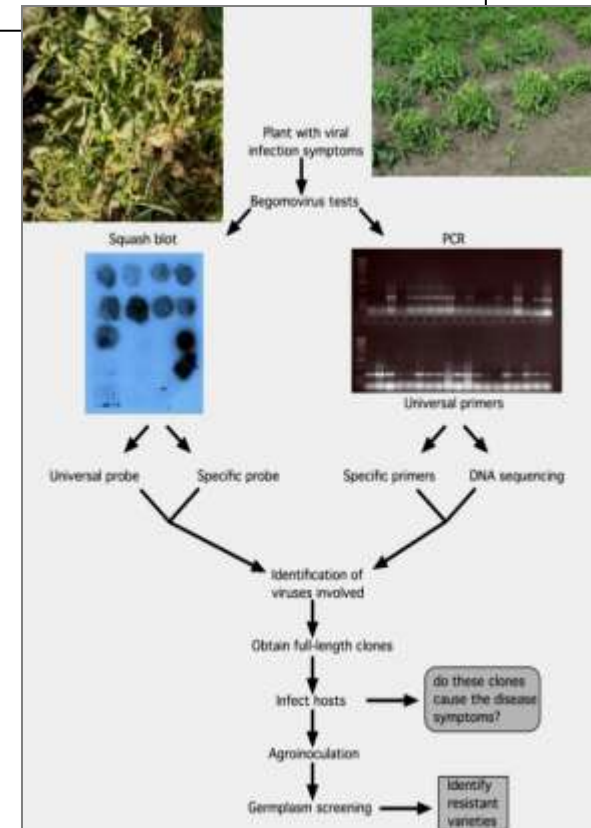 Plant with viral
infection symptoms
Begomovirus tests
Squash blot
PCR
Universal primers
Universal probe
Specific probe
Specific primers
DNA sequencing
Identification of
viruses involved
Obtain full-length clones
Infect hosts
do these clones
cause the disease
symptoms?
Agroinoculation
Germplasm screening
Identify
resistant
varieties